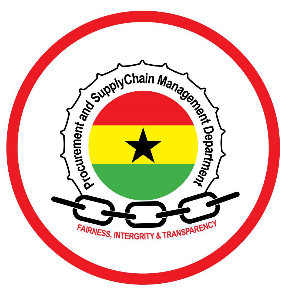 Procurement and SupplyChain Management Department
FAIRNESS, INTERGRITY & TRANSPARENCY